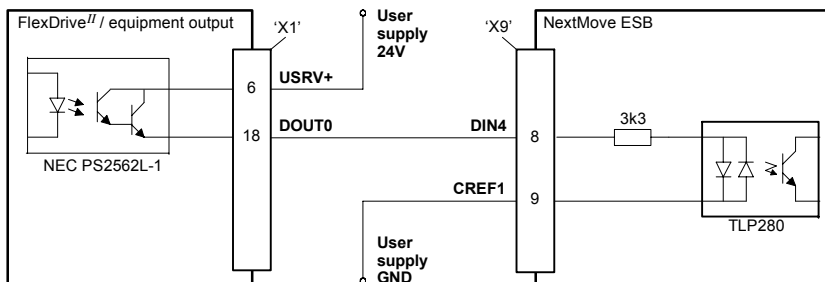 FlexDriveII / equipment output
'X1'
User
supply
24V
'X9'
NextMove ESB
6
USRV+
18
DOUT0
DIN4
8
3k3
NEC PS2562L-1
CREF1
9
TLP280
User
supply
GND